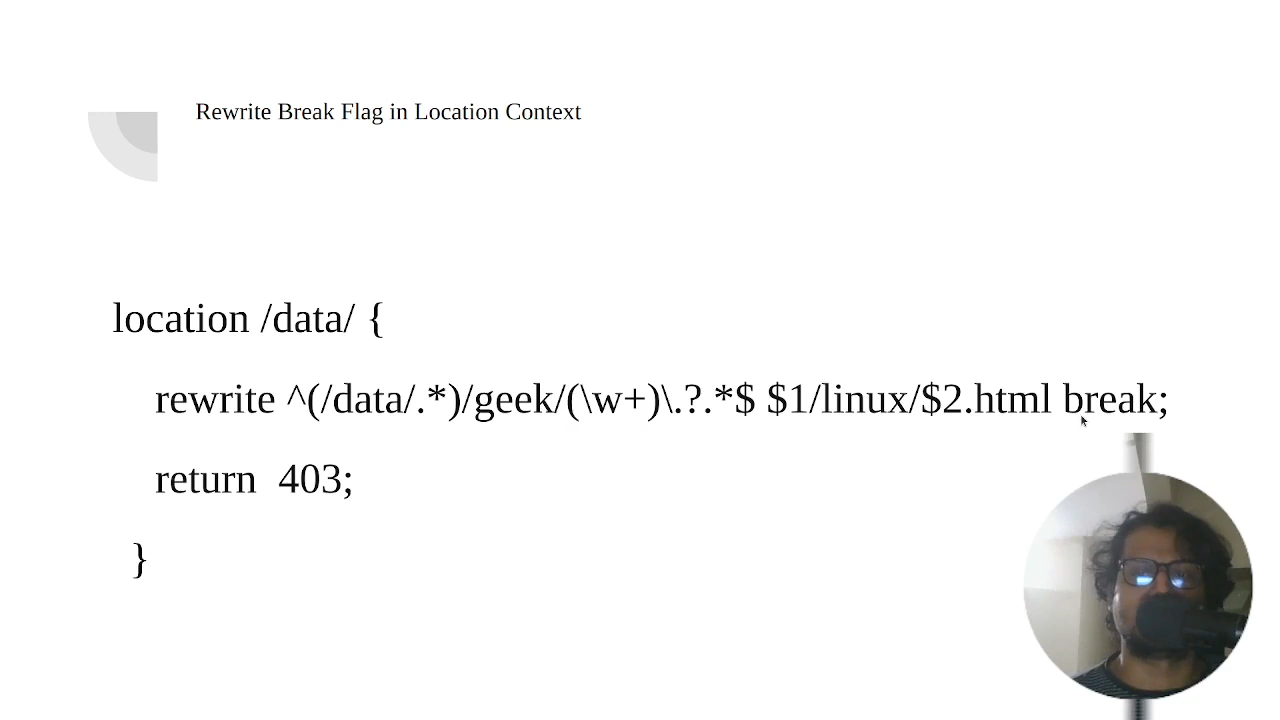 Rewrite Break Flag in Location Context
location /data/ {
rewrite ^(/data/.*)/geek/(\w+)\.?.*$ $1/linux/$2.html break;
return  403;
}